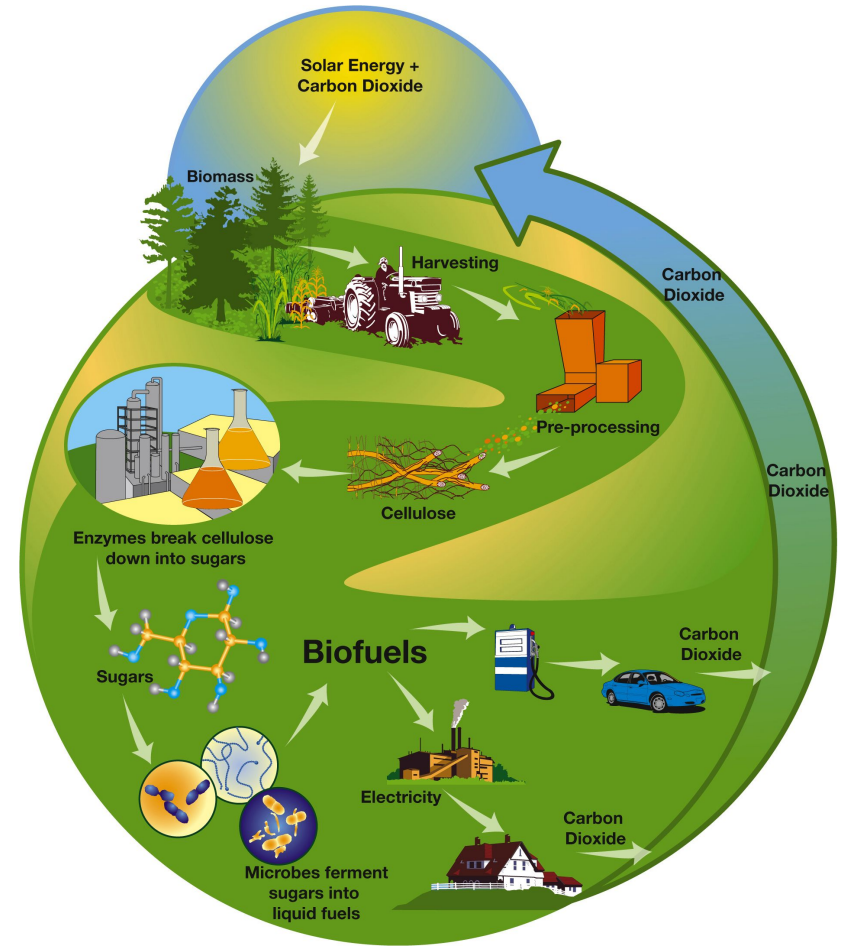 Solar Energy +
Carbon Dioxide
Biomass
Harvesting
Carbon
Dioxide
Pre-processing
Carbon
Dioxide
Cellulose
Enzymes break cellulose
down into sugars
Sugars
Biofuels
Carbon
Dioxide
Electricity
Carbon
Dioxide
Microbes ferment
sugars into
liquid fuels